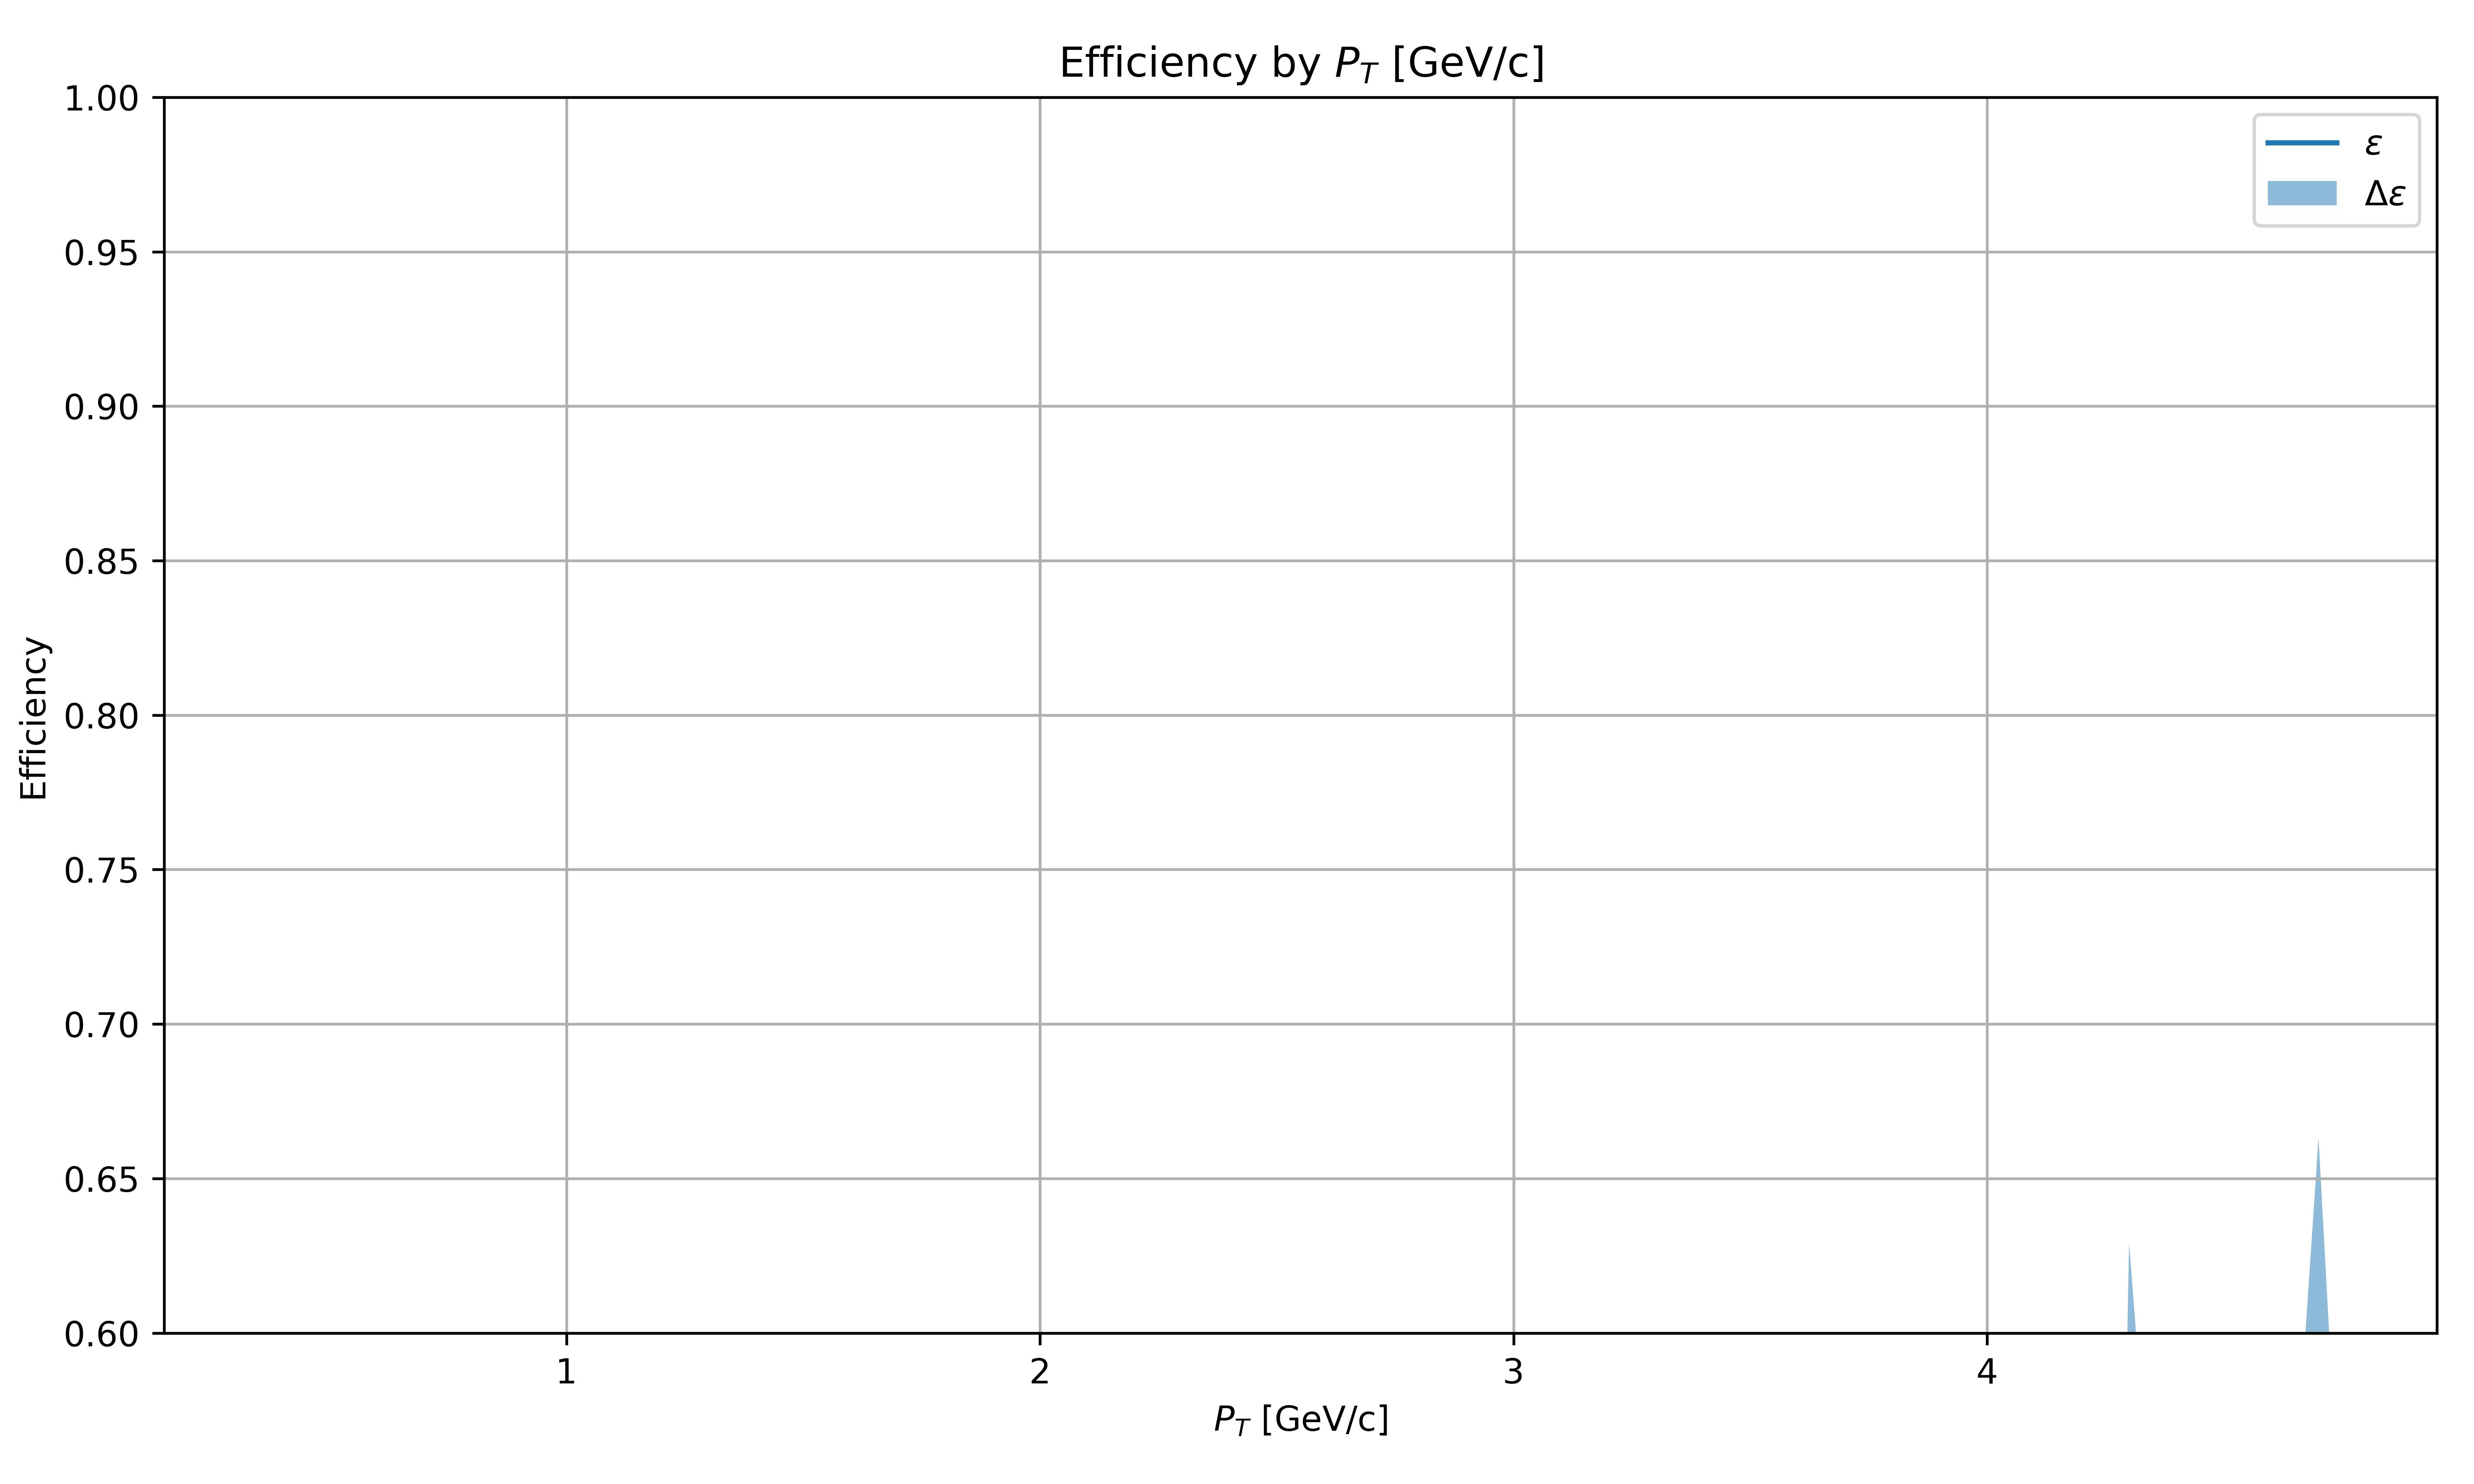 Efficiency by P_T [GeV/c]
ε
Δε
1.00
0.95
0.90
0.85
0.80
0.75
0.70
0.65
0.60
Efficiency
1 2 3 4
P_T [GeV/c]